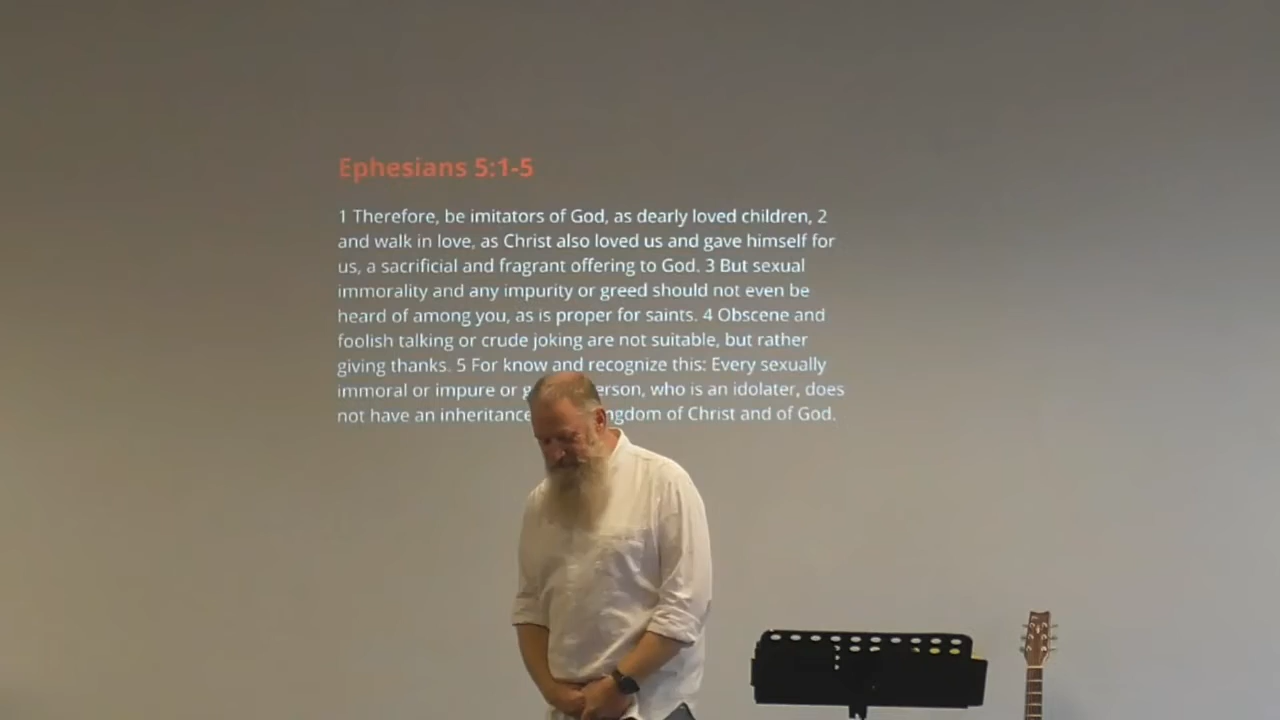 Ephesians 5:1-5
1 Therefore, be imitators of God, as dearly loved children, 2
and walk in love, as Christ also loved us and gave himself for
us, a sacrificial and fragrant offering to God. 3 But sexual
immorality and any impurity or greed should not even be
heard of among you, as is proper for saints. 4 Obscene and
foolish talking or crude joking are not suitable, but rather
giving thanks. 5 For know and recognize this: Every sexually
immoral or impure or who is an idolater, does
not have an inheritance of Christ and of God.